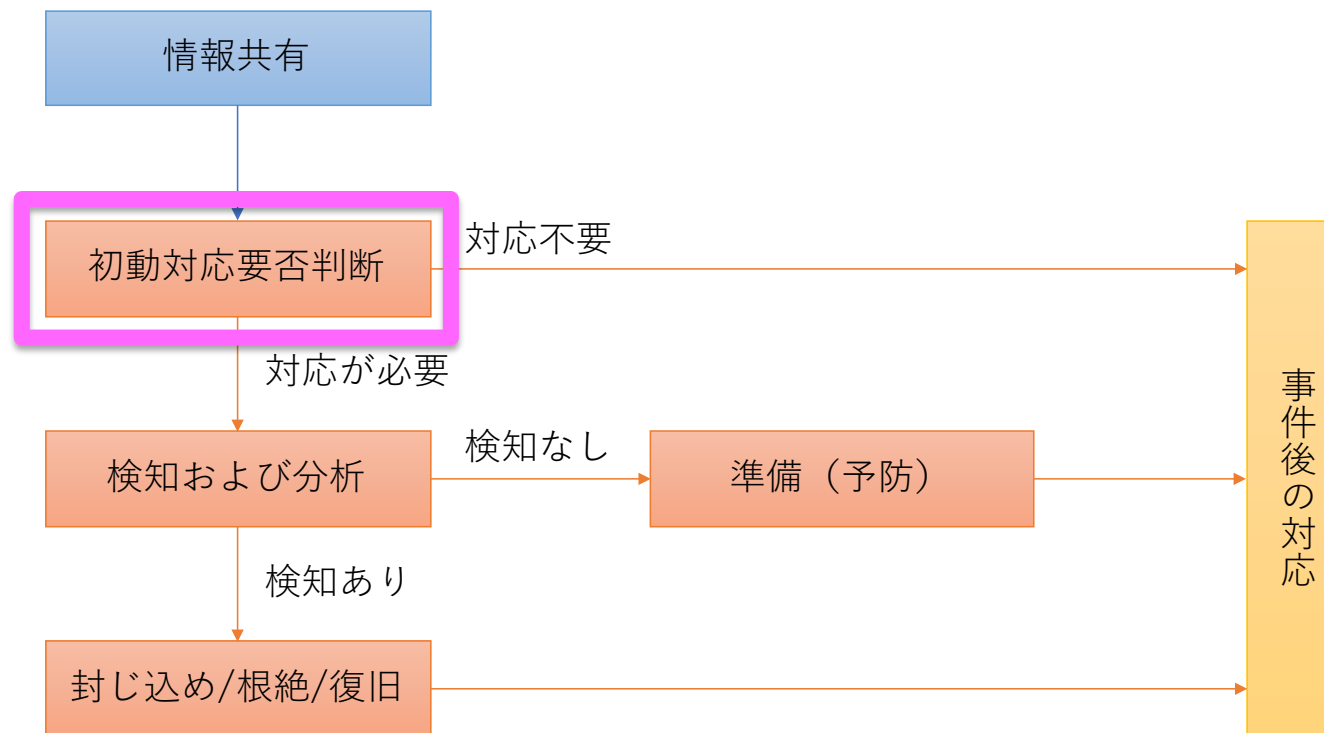 情報共有
初動対応要否判断
対応不要
対応が必要
検知および分析
検知なし
準備（予防）
検知あり
封じ込め/根絶/復旧
事件後の対応